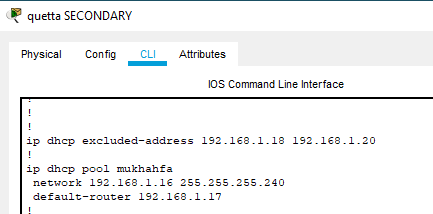 quetta SECONDARY
Physical Config CLI Attributes
IOS Command Line Interface
!
!
!
ip dhcp excluded-address 192.168.1.18 192.168.1.20
!
ip dhcp pool mukhahfa
network 192.168.1.16 255.255.255.240
default-router 192.168.1.17
!